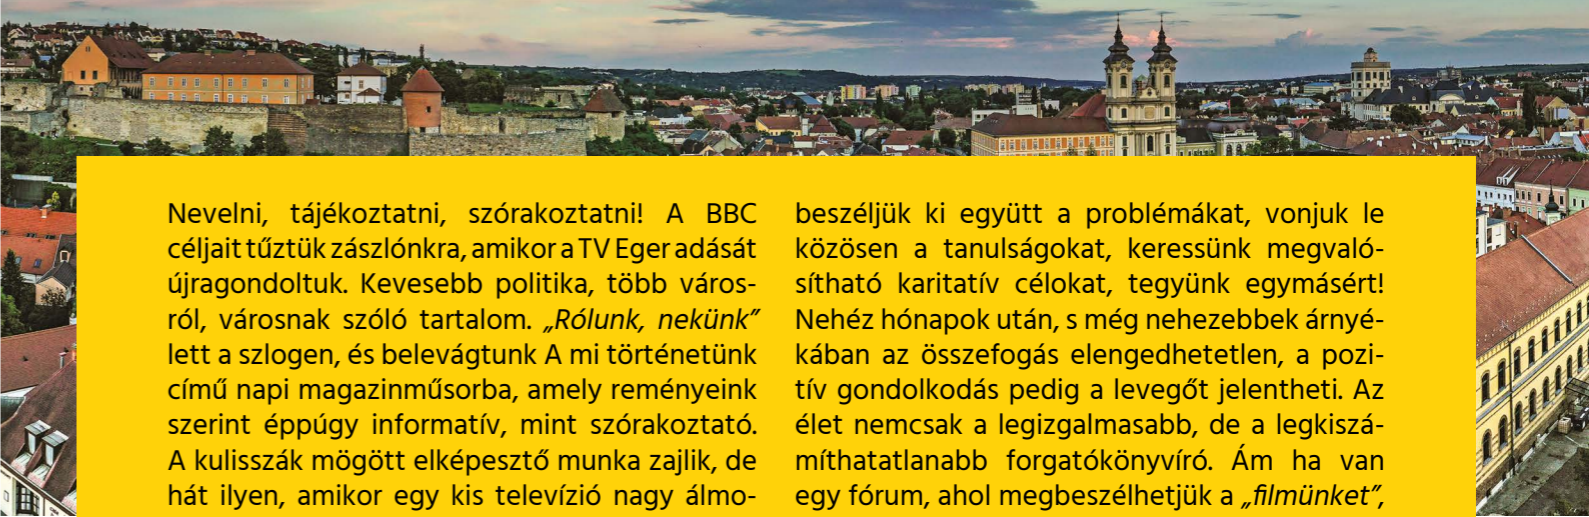 Nevelni, tájékoztatni, szórakoztatni! A BBC
céljait tűztük zászlónkra, amikor a TV Eger adását
újragondoltuk. Kevesebb politika, több város-
ról, városnak szóló tartalom. „Rólunk, nekünk”
lett a szlogen, és belevágtunk A mi történetünk
című napi magazinműsorba, amely reményeink
szerint éppúgy informatív, mint szórakoztató.
A kulisszák mögött elképesztő munka zajlik, de
hát ilyen, amikor egy kis televízió nagy álmo-
beszéljük ki együtt a problémákat, vonjuk le
közösen a tanulságokat, keressünk megvaló-
sítható karitatív célokat, tegyünk egymásért!
Nehéz hónapok után, s még nehezebbek árnyé-
kában az összefogás elengedhetetlen, a pozi-
tív gondolkodás pedig a levegőt jelentheti. Az
élet nemcsak a legizgalmasabb, de a legkiszá-
míthatatlanabb forgatókönyvíró. Ám ha van
egy fórum, ahol megbeszélhetjük a „filmünket”,